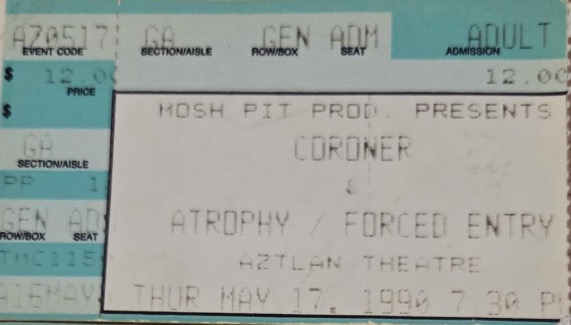 AZ0517 GA GEN ADM ADULT
EVENT CODE SECTION/AISLE ROW/BOX SEAT ADMISSION
$ 12.00 12.00
PRICE
$
MOSH PIT PROD. PRESENTS
GA CORONER
SECTION/AISLE
&
GEN ADM ATROPHY / FORCED ENTRY
ROW/BOX SEAT
AZTLAN THEATRE
A16MAY THUR MAY 17, 1990 7:30 P